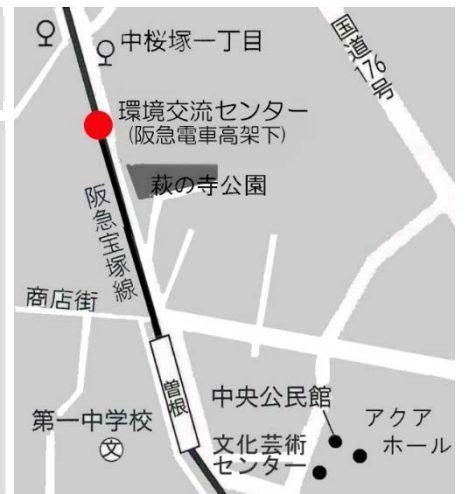 中桜塚一丁目
国道176号
環境交流センター
(阪急電車高架下)
萩の寺公園
阪急宝塚線
商店街
曽根
中央公民館
第一中学校
文
アクア
ホール
文化芸術
センター